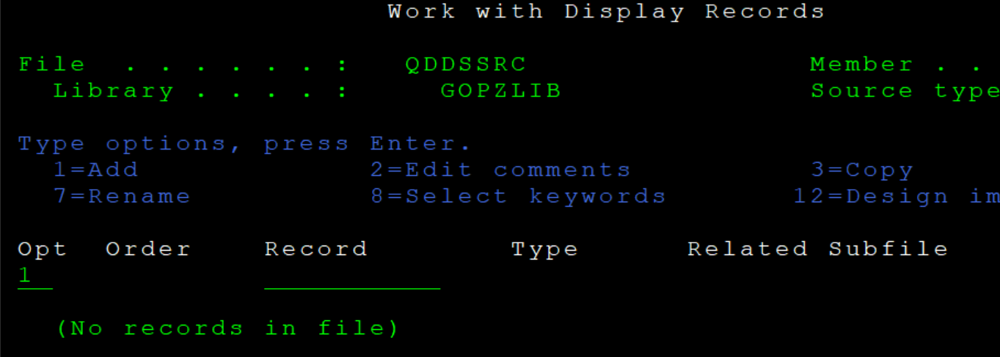 Work with Display Records
File . . . . . . : QDDSSRC Member . .
Library . . . . : GOPZLIB Source type
Type options, press Enter.
1=Add 2=Edit comments 3=Copy
7=Rename 8=Select keywords 12=Design im
Opt Order Record Type Related Subfile
1
(No records in file)